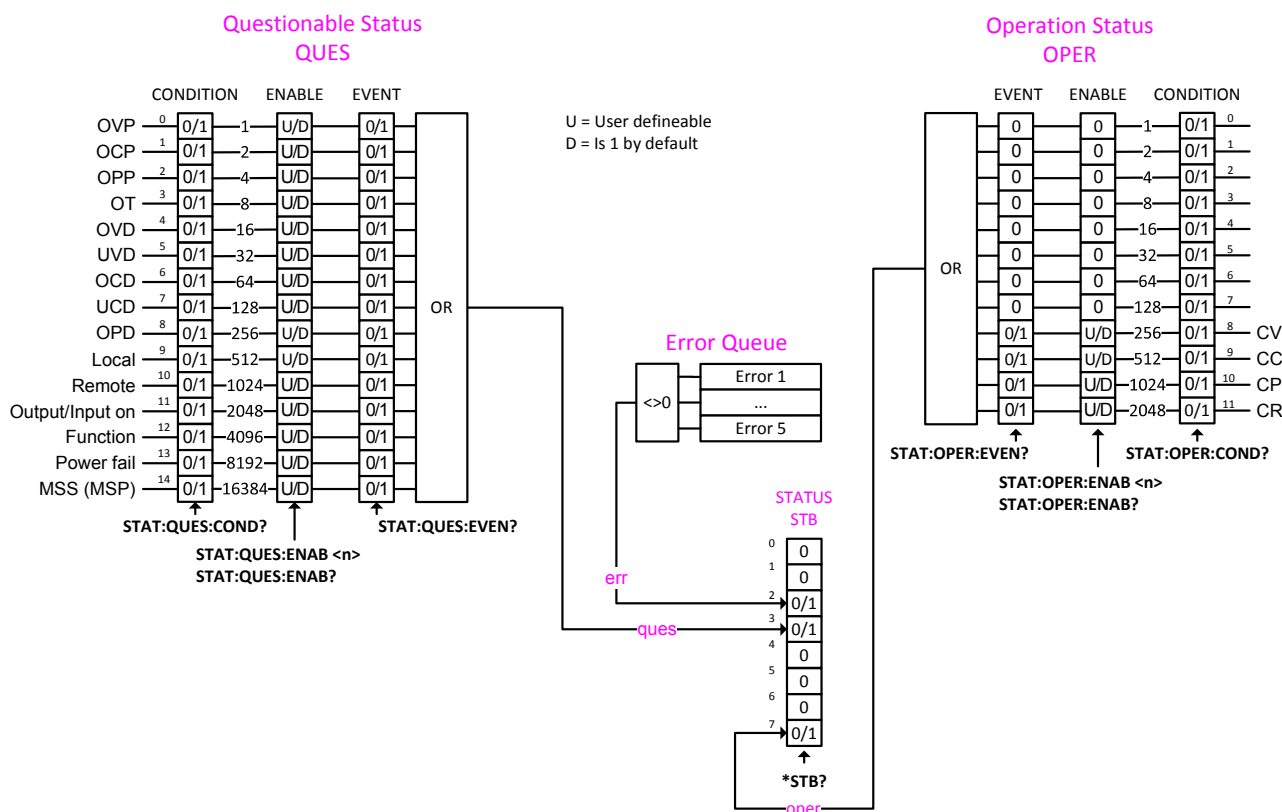 Questionable Status
QUES
Operation Status
OPER
CONDITION ENABLE EVENT
U = User defineable
D = Is 1 by default
OVP 0 0/1 1 U/D 0/1
OCP 1 0/1 2 U/D 0/1
OPP 2 0/1 4 U/D 0/1
OT 3 0/1 8 U/D 0/1
OVD 4 0/1 16 U/D 0/1
UVD 5 0/1 32 U/D 0/1
OCD 6 0/1 64 U/D 0/1
UCD 7 0/1 128 U/D 0/1
OPD 8 0/1 256 U/D 0/1
Local 9 0/1 512 U/D 0/1
Remote 10 0/1 1024 U/D 0/1
Output/Input on 11 0/1 2048 U/D 0/1
Function 12 0/1 4096 U/D 0/1
Power fail 13 0/1 8192 U/D 0/1
MSS (MSP) 14 0/1 16384 U/D 0/1
OR
STAT:QUES:COND?
STAT:QUES:EVEN?
STAT:QUES:ENAB <n>
STAT:QUES:ENAB?
EVENT ENABLE CONDITION
0 0 1 0/1 0
0 0 2 0/1 1
0 0 4 0/1 2
0 0 8 0/1 3
0 0 16 0/1 4
0 0 32 0/1 5
0 0 64 0/1 6
0 0 128 0/1 7
0/1 U/D 256 0/1 8 CV
0/1 U/D 512 0/1 9 CC
0/1 U/D 1024 0/1 10 CP
0/1 U/D 2048 0/1 11 CR
OR
STAT:OPER:EVEN?
STAT:OPER:COND?
STAT:OPER:ENAB <n>
STAT:OPER:ENAB?
Error Queue
<>0
Error 1
...
Error 5
STATUS
STB
0 0
1 0
err 2 0/1
ques 3 0/1
4 0
5 0
6 0
7 0/1
*STB?
oper